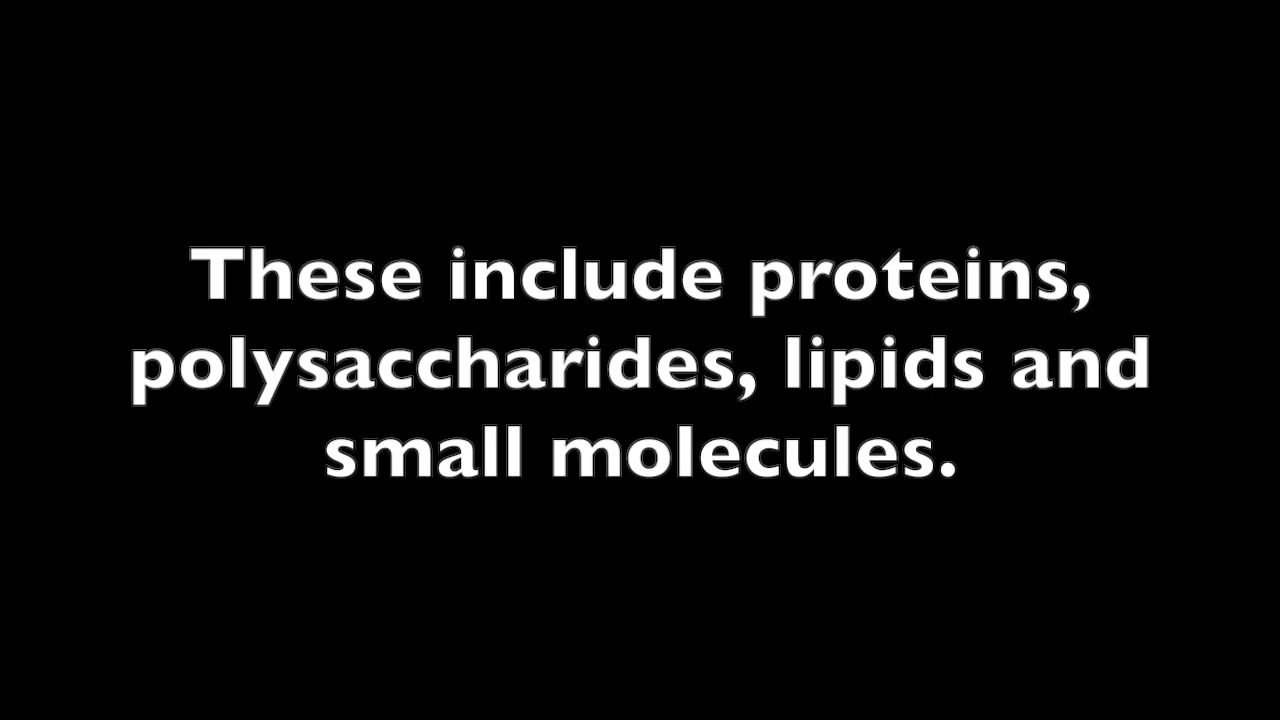 These include proteins,
polysaccharides, lipids and
small molecules.